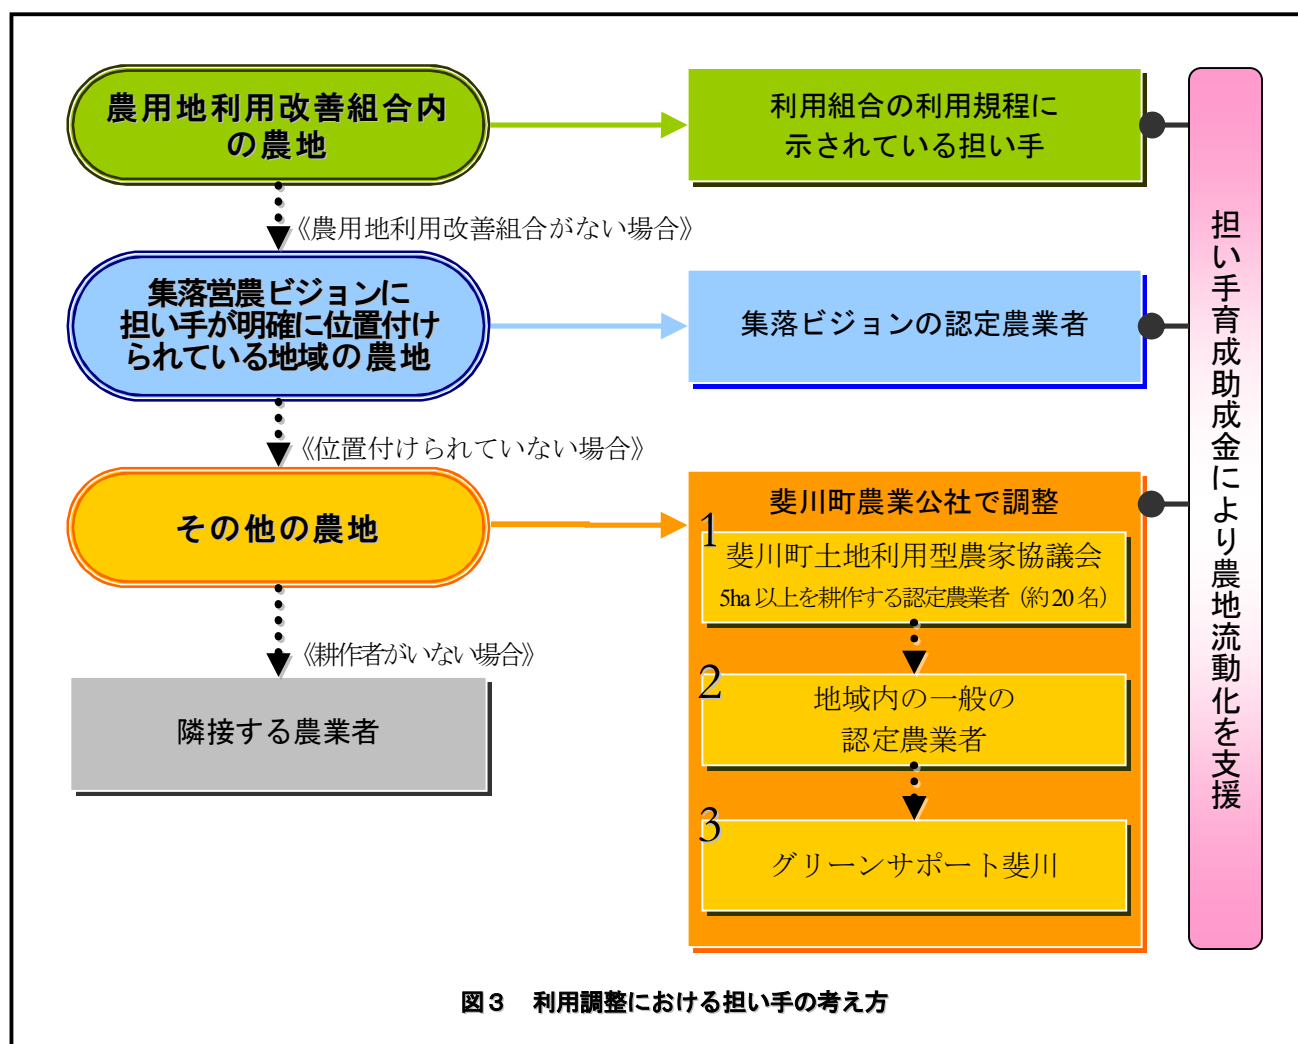 農用地利用改善組合内
の農地
利用組合の利用規程に
示されている担い手
《農用地利用改善組合がない場合》
集落営農ビジョンに
担い手が明確に位置付け
られている地域の農地
集落ビジョンの認定農業者
《位置付けられていない場合》
その他の農地
斐川町農業公社で調整
1
斐川町土地利用型農家協議会
5ha 以上を耕作する認定農業者（約20 名）
《耕作者がいない場合》
隣接する農業者
2
地域内の一般の
認定農業者
3
グリーンサポート斐川
担い手育成助成金により農地流動化を支援
図３　利用調整における担い手の考え方